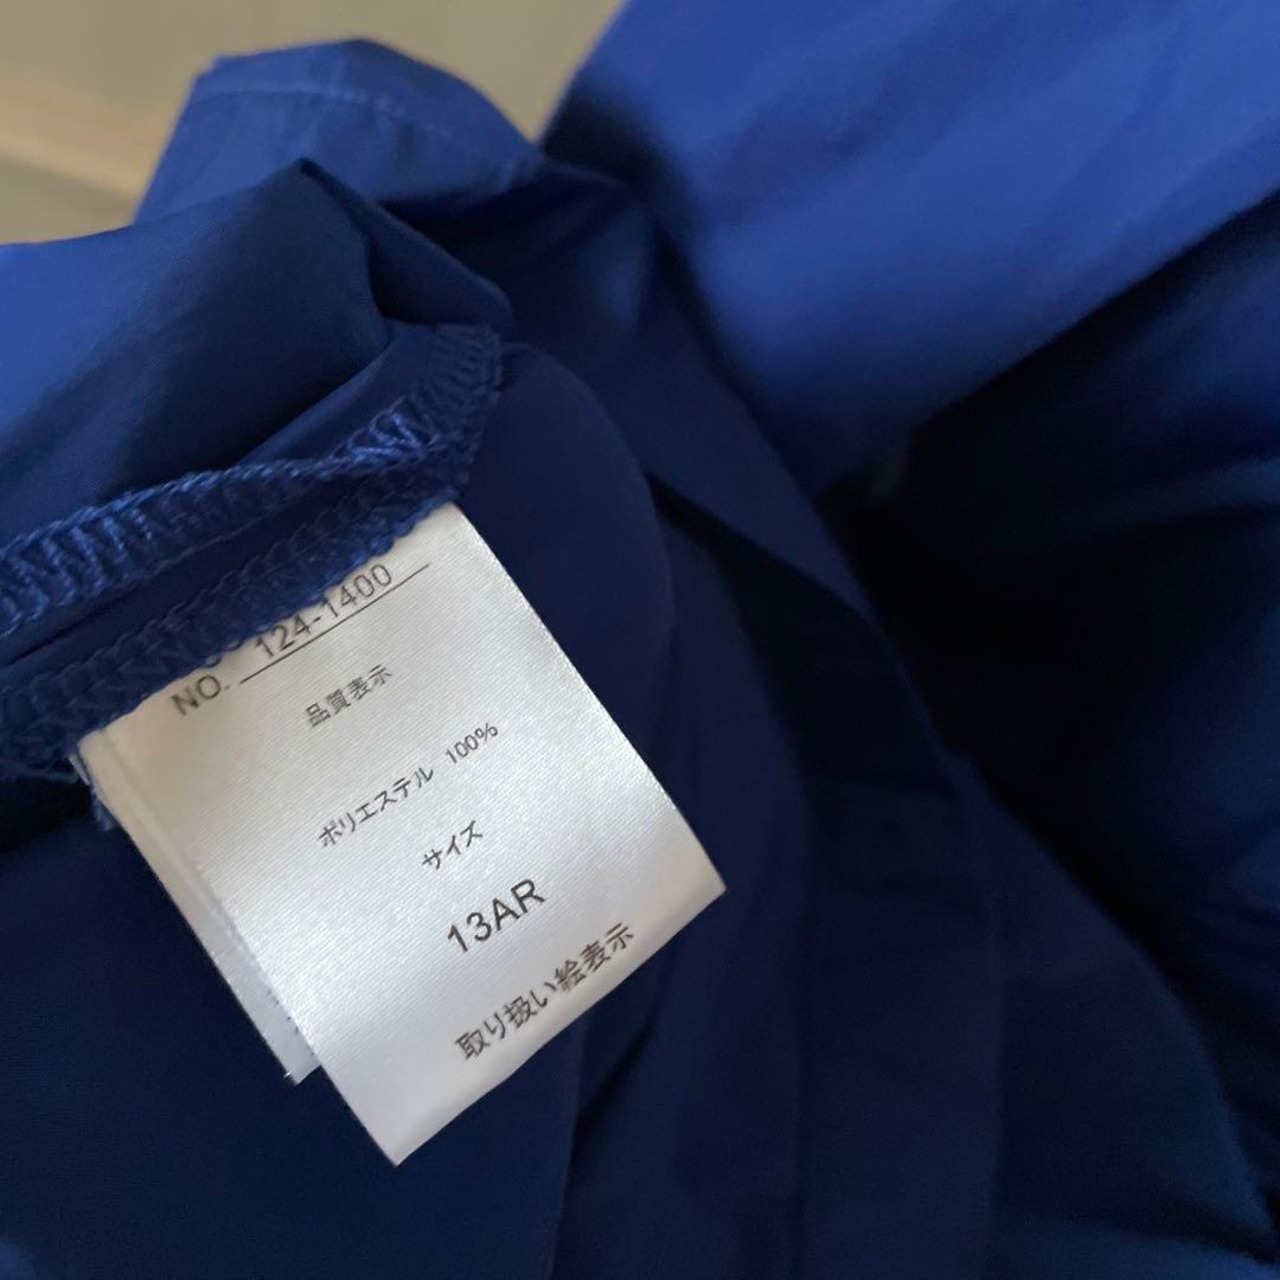 NO. 124-1400
品質表示
ポリエステル 100%
サイズ
13AR
取り扱い絵表示